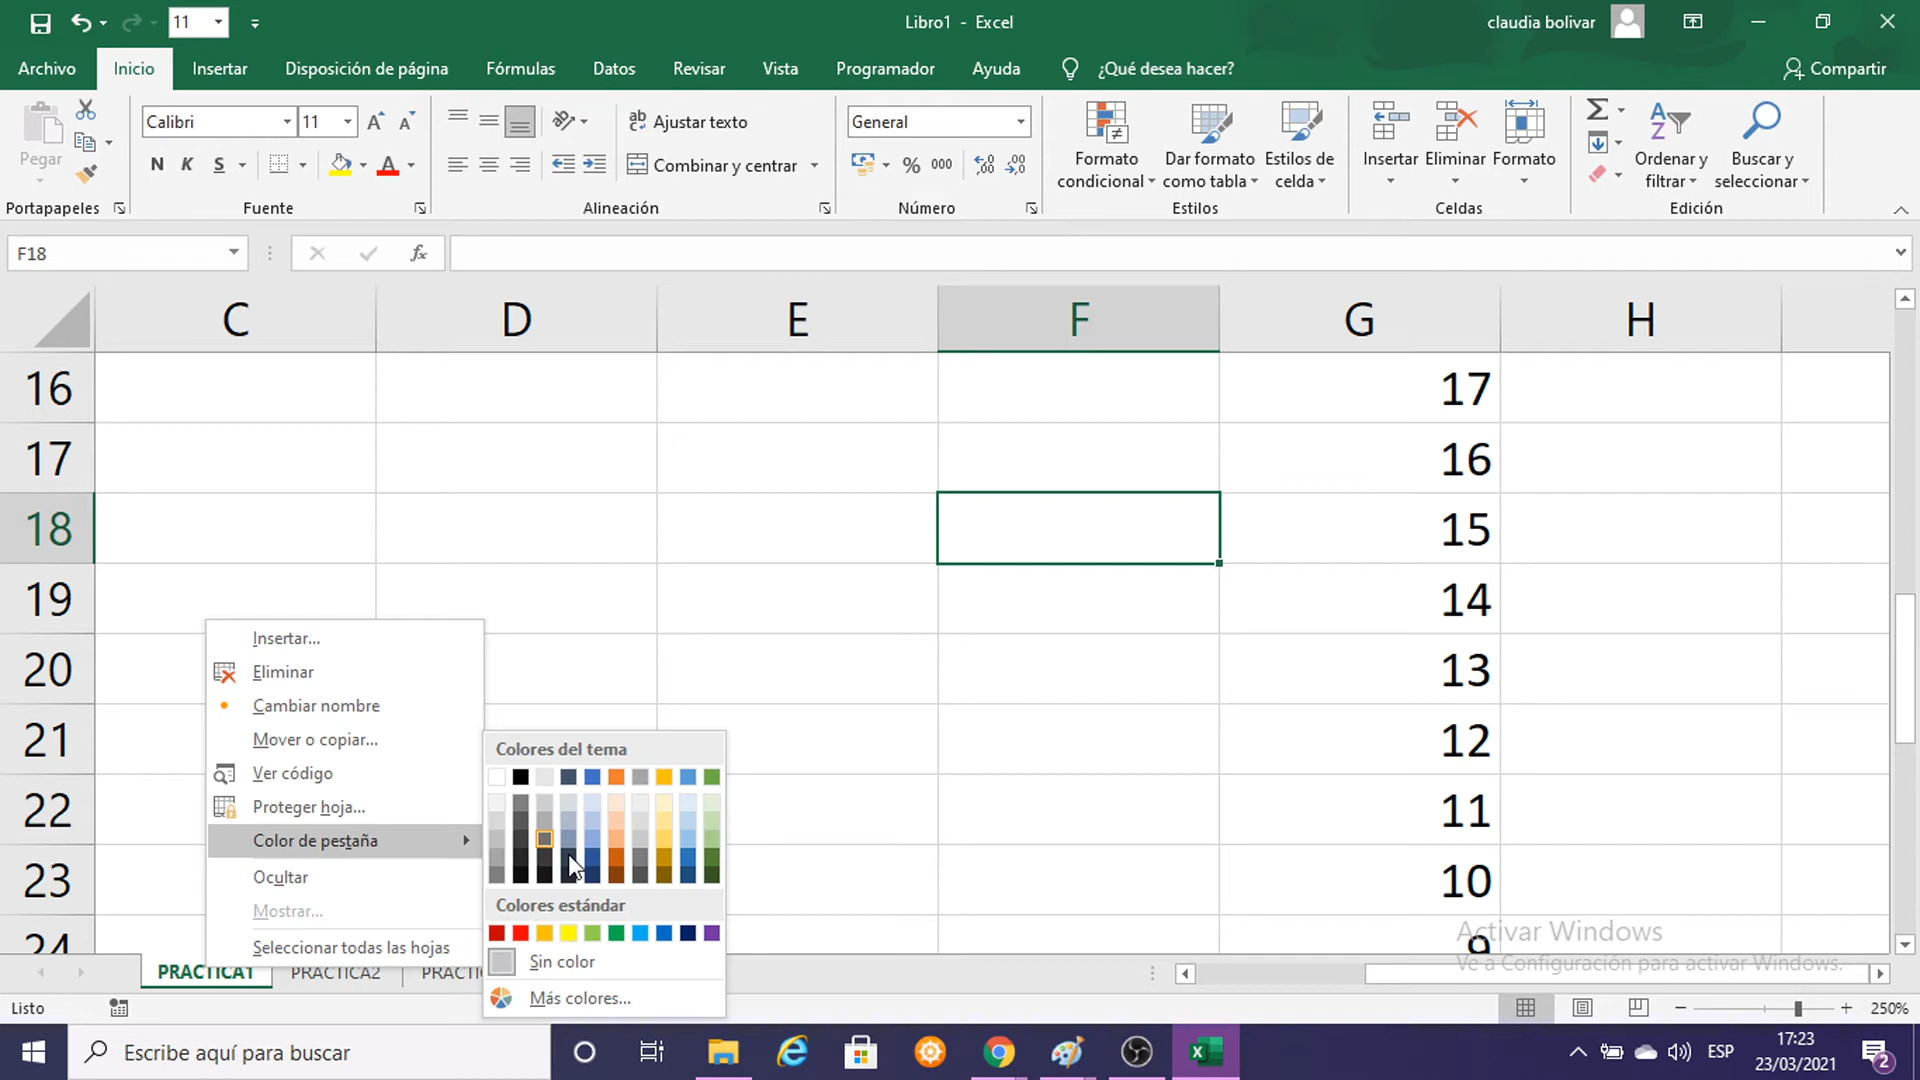 11
Libro1 - Excel
claudia bolivar
Archivo
Inicio
Insertar
Disposición de página
Fórmulas
Datos
Revisar
Vista
Programador
Ayuda
¿Qué desea hacer?
Compartir
Pegar
Calibri
11
N K S
Ajustar texto
Combinar y centrar
General
% 000
Formato condicional
Dar formato como tabla
Estilos de celda
Insertar
Eliminar
Formato
Ordenar y filtrar
Buscar y seleccionar
Portapapeles
Fuente
Alineación
Número
Estilos
Celdas
Edición
F18
fx
C D E F G H
16 17
17 16
18 15
19 14
20 13
21 12
22 11
23 10
24 9
Insertar...
Eliminar
Cambiar nombre
Mover o copiar...
Ver código
Proteger hoja...
Color de pestaña
Ocultar
Mostrar...
Seleccionar todas las hojas
Colores del tema
Colores estándar
Sin color
Más colores...
Activar Windows
Ve a Configuración para activar Windows.
PRACTICA1
PRACTICA2
Listo
250%
Escribe aquí para buscar
ESP
17:23
23/03/2021
2